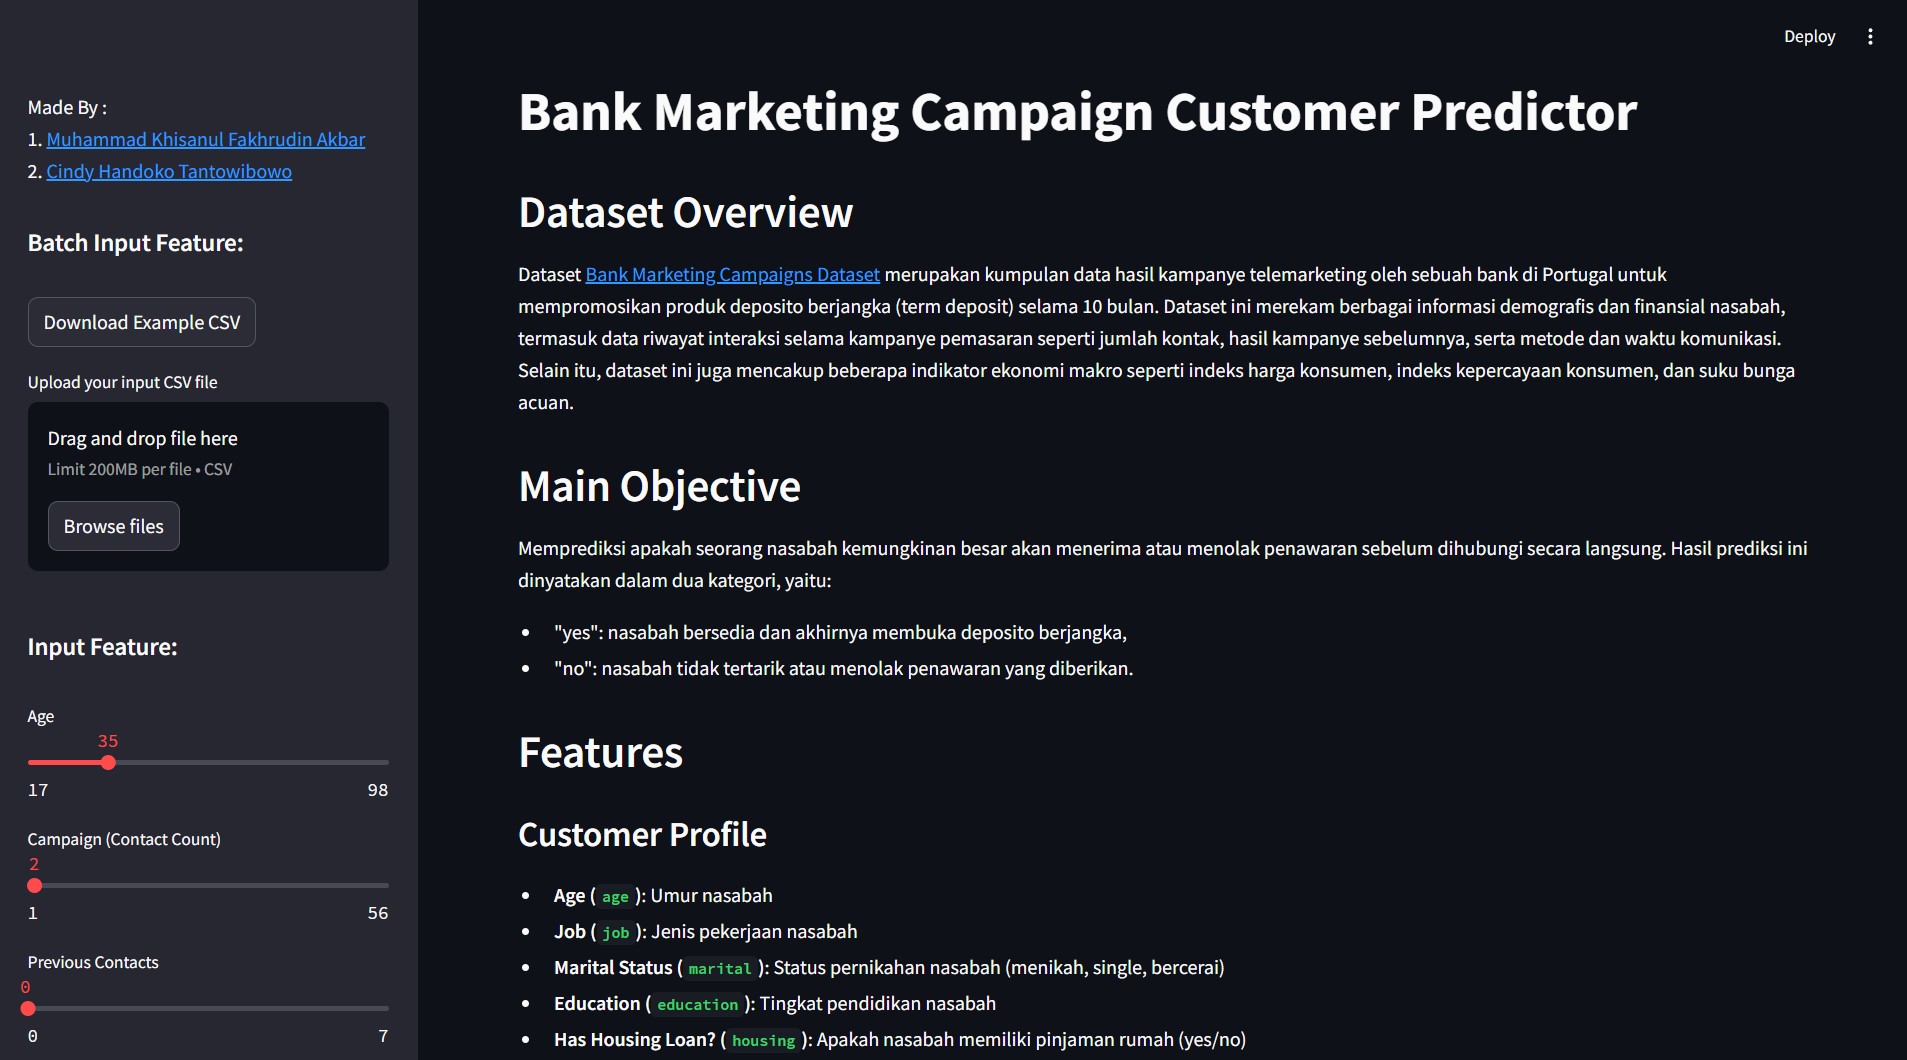 Deploy
Made By :
1. Muhammad Khisanul Fakhrudin Akbar
2. Cindy Handoko Tantowibowo
Batch Input Feature:
Download Example CSV
Upload your input CSV file
Drag and drop file here
Limit 200MB per file • CSV
Browse files
Input Feature:
Age
35
17 98
Campaign (Contact Count)
2
1 56
Previous Contacts
0
0 7
Bank Marketing Campaign Customer Predictor
Dataset Overview
Dataset Bank Marketing Campaigns Dataset merupakan kumpulan data hasil kampanye telemarketing oleh sebuah bank di Portugal untuk
mempromosikan produk deposito berjangka (term deposit) selama 10 bulan. Dataset ini merekam berbagai informasi demografis dan finansial nasabah,
termasuk data riwayat interaksi selama kampanye pemasaran seperti jumlah kontak, hasil kampanye sebelumnya, serta metode dan waktu komunikasi.
Selain itu, dataset ini juga mencakup beberapa indikator ekonomi makro seperti indeks harga konsumen, indeks kepercayaan konsumen, dan suku bunga
acuan.
Main Objective
Memprediksi apakah seorang nasabah kemungkinan besar akan menerima atau menolak penawaran sebelum dihubungi secara langsung. Hasil prediksi ini
dinyatakan dalam dua kategori, yaitu:
• "yes": nasabah bersedia dan akhirnya membuka deposito berjangka,
• "no": nasabah tidak tertarik atau menolak penawaran yang diberikan.
Features
Customer Profile
• Age ( age ): Umur nasabah
• Job ( job ): Jenis pekerjaan nasabah
• Marital Status ( marital ): Status pernikahan nasabah (menikah, single, bercerai)
• Education ( education ): Tingkat pendidikan nasabah
• Has Housing Loan? ( housing ): Apakah nasabah memiliki pinjaman rumah (yes/no)